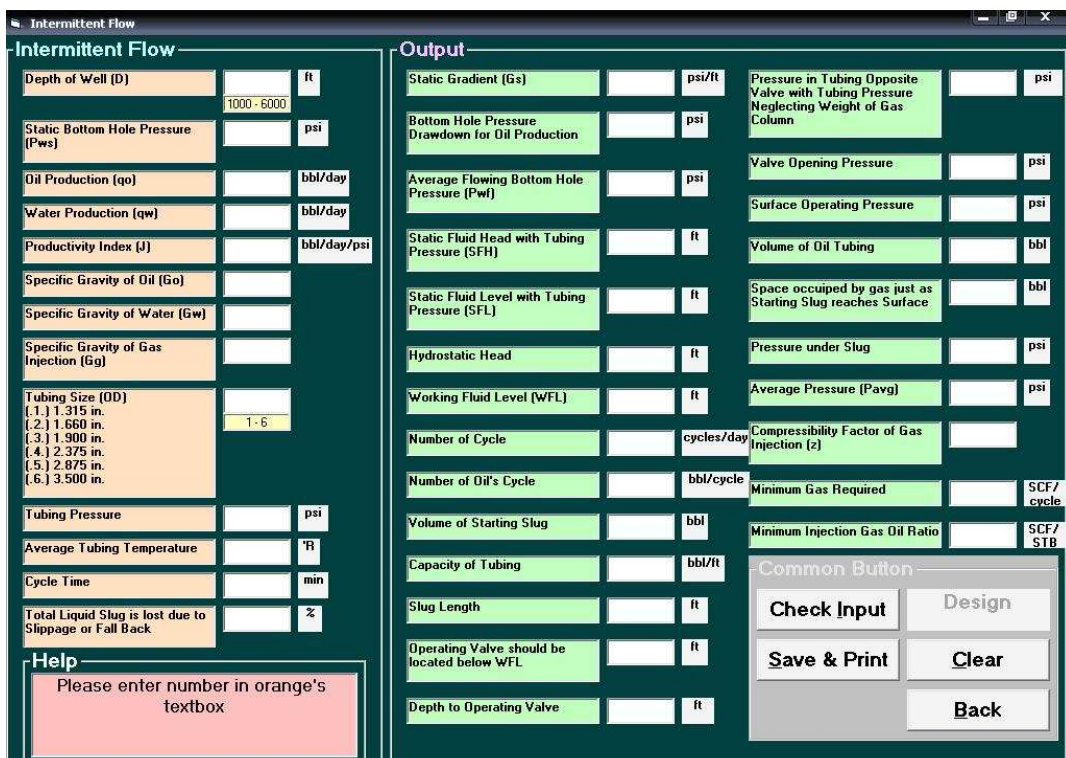 Intermittent Flow
Intermittent Flow
Depth of Well (D)
ft
1000 - 6000
Static Bottom Hole Pressure
(Pws)
psi
Oil Production (qo)
bbl/day
Water Production (qw)
bbl/day
Productivity Index (J)
bbl/day/psi
Specific Gravity of Oil (Go)
Specific Gravity of Water (Gw)
Specific Gravity of Gas
Injection (Gg)
Tubing Size (OD)
(.1.) 1.315 in.
(.2.) 1.660 in.
(.3.) 1.900 in.
(.4.) 2.375 in.
(.5.) 2.875 in.
(.6.) 3.500 in.
1 - 6
Tubing Pressure
psi
Average Tubing Temperature
'R
Cycle Time
min
Total Liquid Slug is lost due to
Slippage or Fall Back
%
Help
Please enter number in orange's
textbox
Output
Static Gradient (Gs)
psi/ft
Bottom Hole Pressure
Drawdown for Oil Production
psi
Average Flowing Bottom Hole
Pressure (Pwf)
psi
Static Fluid Head with Tubing
Pressure (SFH)
ft
Static Fluid Level with Tubing
Pressure (SFL)
ft
Hydrostatic Head
ft
Working Fluid Level (WFL)
ft
Number of Cycle
cycles/day
Number of Oil's Cycle
bbl/cycle
Volume of Starting Slug
bbl
Capacity of Tubing
bbl/ft
Slug Length
ft
Operating Valve should be
located below WFL
ft
Depth to Operating Valve
ft
Pressure in Tubing Opposite
Valve with Tubing Pressure
Neglecting Weight of Gas
Column
psi
Valve Opening Pressure
psi
Surface Operating Pressure
psi
Volume of Oil Tubing
bbl
Space occuiped by gas just as
Starting Slug reaches Surface
bbl
Pressure under Slug
psi
Average Pressure (Pavg)
psi
Compressibility Factor of Gas
Injection (z)
Minimum Gas Required
SCF/
cycle
Minimum Injection Gas Oil Ratio
SCF/
STB
Common Button
Check Input
Design
Save & Print
Clear
Back